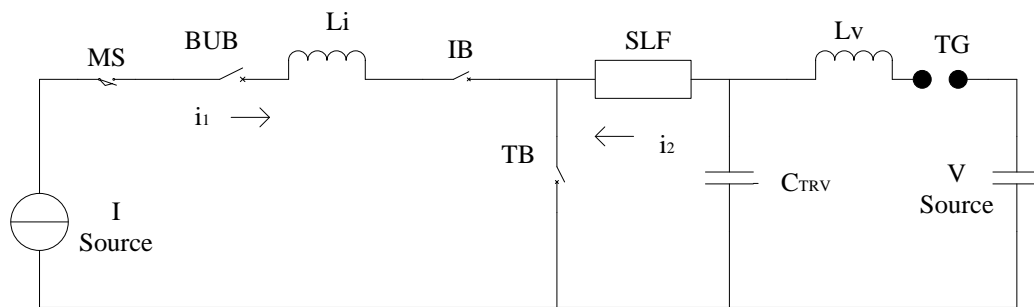 MS
BUB
Li
IB
SLF
Lv
TG
i1
TB
i2
CTRV
V
Source
I
Source